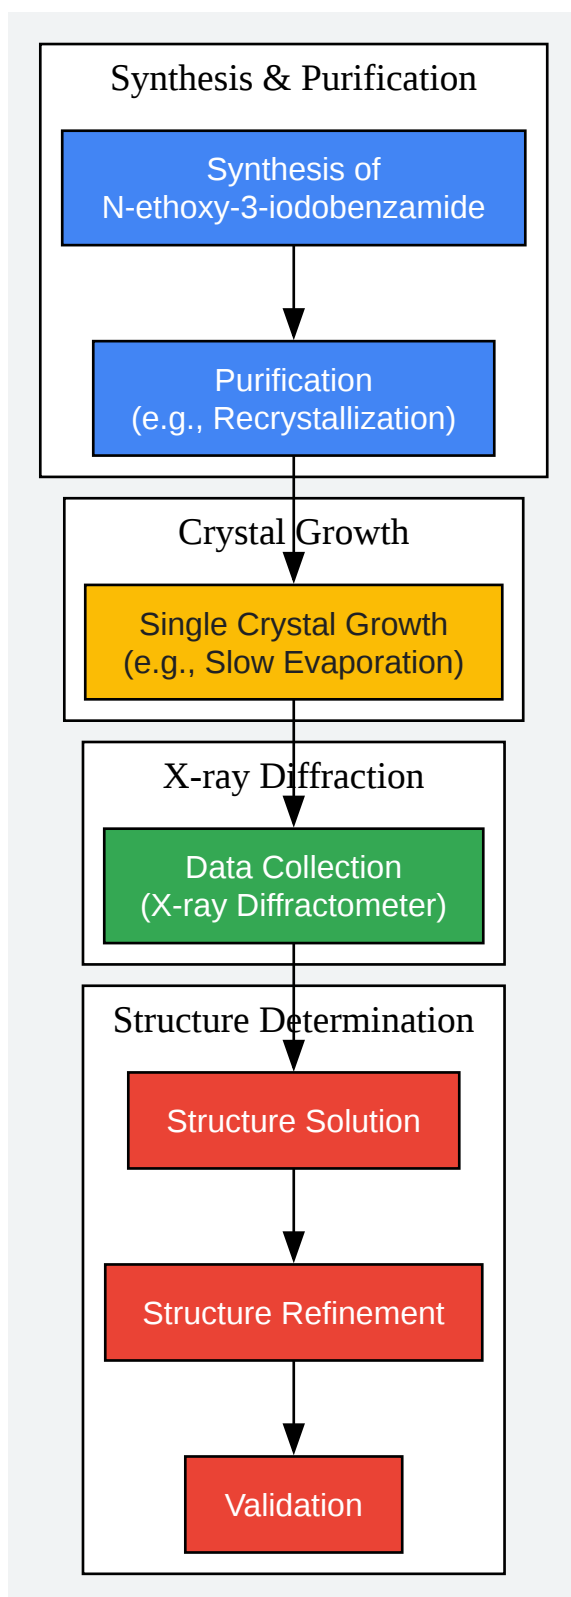 Synthesis & Purification
Synthesis of
N-ethoxy-3-iodobenzamide
Purification
(e.g., Recrystallization)
Crystal Growth
Single Crystal Growth
(e.g., Slow Evaporation)
X-ray Diffraction
Data Collection
(X-ray Diffractometer)
Structure Determination
Structure Solution
Structure Refinement
Validation